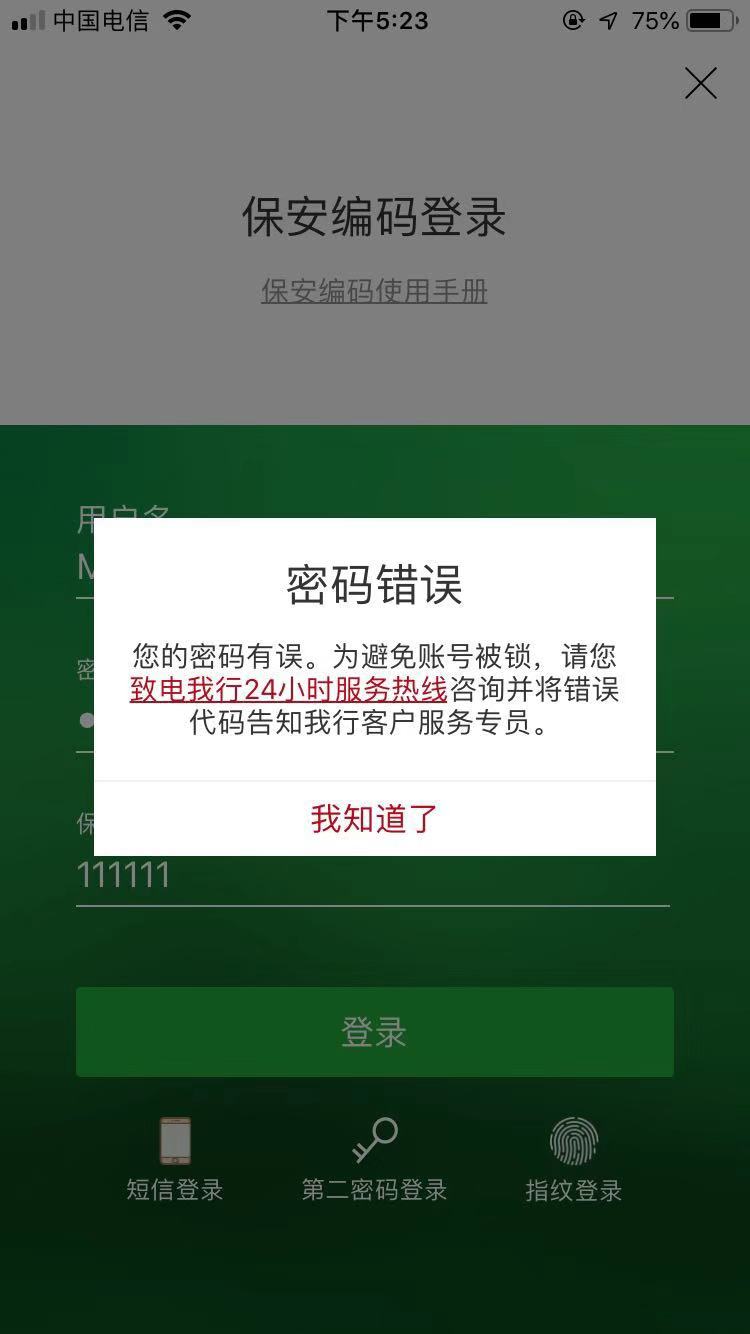 中国电信 下午5:23 75%
保安编码登录
保安编码使用手册
用户名
M
密码错误
您的密码有误。为避免账号被锁，请您
致电我行24小时服务热线咨询并将错误
代码告知我行客户服务专员。
密
我知道了
保
111111
登录
短信登录 第二密码登录 指纹登录